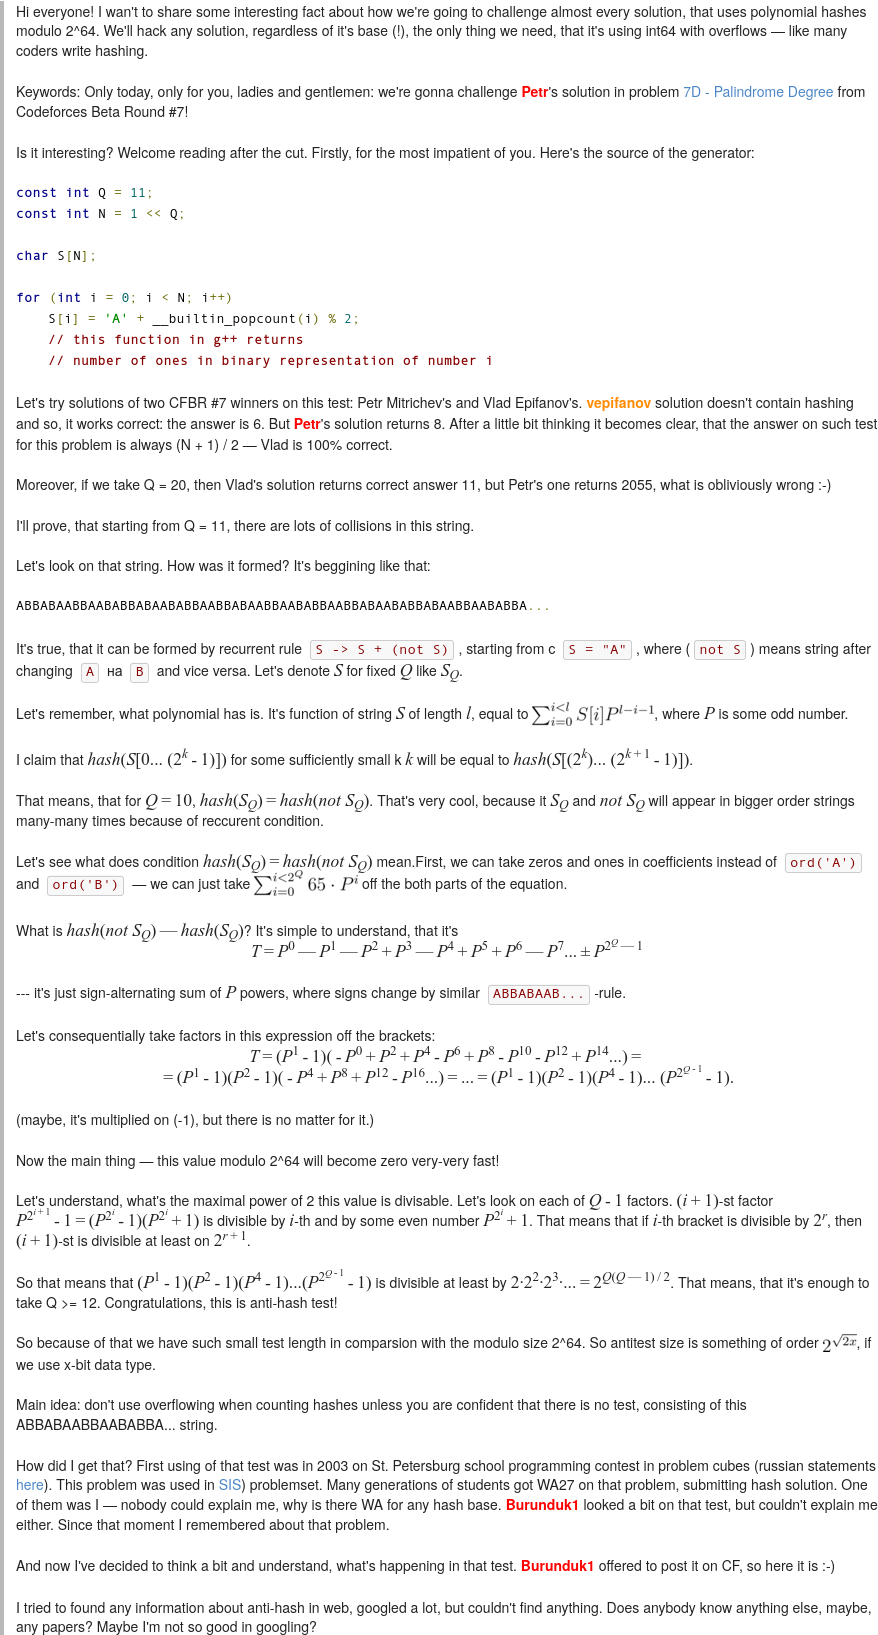 Hi everyone! I wan't to share some interesting fact about how we're going to challenge almost every solution, that uses polynomial hashes
modulo 2^64. We'll hack any solution, regardless of it's base (!), the only thing we need, that it's using int64 with overflows — like many
coders write hashing.
Keywords: Only today, only for you, ladies and gentlemen: we're gonna challenge Petr's solution in problem 7D - Palindrome Degree from
Codeforces Beta Round #7!
Is it interesting? Welcome reading after the cut. Firstly, for the most impatient of you. Here's the source of the generator:
const int Q = 11;
const int N = 1 << Q;
char S[N];
for (int i = 0; i < N; i++)
    S[i] = 'A' + __builtin_popcount(i) % 2;
    // this function in g++ returns
    // number of ones in binary representation of number i
Let's try solutions of two CFBR #7 winners on this test: Petr Mitrichev's and Vlad Epifanov's. vepifanov solution doesn't contain hashing
and so, it works correct: the answer is 6. But Petr's solution returns 8. After a little bit thinking it becomes clear, that the answer on such test
for this problem is always (N + 1) / 2 — Vlad is 100% correct.
Moreover, if we take Q = 20, then Vlad's solution returns correct answer 11, but Petr's one returns 2055, what is obliviously wrong :-)
I'll prove, that starting from Q = 11, there are lots of collisions in this string.
Let's look on that string. How was it formed? It's beggining like that:
ABBABAABBAABABBABAABABBAABBABAABBAABABBAABBABAABABBABAABBAABABBA...
It's true, that it can be formed by recurrent rule S -> S + (not S) , starting from c S = "A" , where ( not S ) means string after
changing A на B and vice versa. Let's denote S for fixed Q like S_Q.
Let's remember, what polynomial has is. It's function of string S of length l, equal to ∑_{i=0}^{i<l} S[i]P^{l−i−1}, where P is some odd number.
I claim that hash(S[0... (2^k - 1)]) for some sufficiently small k k will be equal to hash(S[(2^k)... (2^{k + 1} - 1)]).
That means, that for Q = 10, hash(S_Q) = hash(not S_Q). That's very cool, because it S_Q and not S_Q will appear in bigger order strings
many-many times because of reccurent condition.
Let's see what does condition hash(S_Q) = hash(not S_Q) mean.First, we can take zeros and ones in coefficients instead of ord('A')
and ord('B') — we can just take ∑_{i=0}^{i<2^Q} 65 · P^i off the both parts of the equation.
What is hash(not S_Q) — hash(S_Q)? It's simple to understand, that it's
T = P^0 — P^1 — P^2 + P^3 — P^4 + P^5 + P^6 — P^7... ± P^{2^Q — 1}
--- it's just sign-alternating sum of P powers, where signs change by similar ABBABAAB... -rule.
Let's consequentially take factors in this expression off the brackets:
T = (P^1 - 1)( - P^0 + P^2 + P^4 - P^6 + P^8 - P^10 - P^12 + P^14...) =
= (P^1 - 1)(P^2 - 1)( - P^4 + P^8 + P^12 - P^16...) = ... = (P^1 - 1)(P^2 - 1)(P^4 - 1)... (P^{2^{Q - 1}} - 1).
(maybe, it's multiplied on (-1), but there is no matter for it.)
Now the main thing — this value modulo 2^64 will become zero very-very fast!
Let's understand, what's the maximal power of 2 this value is divisable. Let's look on each of Q - 1 factors. (i + 1)-st factor
P^{2^{i + 1}} - 1 = (P^{2^i} - 1)(P^{2^i} + 1) is divisible by i-th and by some even number P^{2^i} + 1. That means that if i-th bracket is divisible by 2^r, then
(i + 1)-st is divisible at least on 2^{r + 1}.
So that means that (P^1 - 1)(P^2 - 1)(P^4 - 1)...(P^{2^{Q - 1}} - 1) is divisible at least by 2·2^2·2^3·... = 2^{Q(Q — 1) / 2}. That means, that it's enough to
take Q >= 12. Congratulations, this is anti-hash test!
So because of that we have such small test length in comparsion with the modulo size 2^64. So antitest size is something of order 2^{√2x}, if
we use x-bit data type.
Main idea: don't use overflowing when counting hashes unless you are confident that there is no test, consisting of this
ABBABAABBAABABBA... string.
How did I get that? First using of that test was in 2003 on St. Petersburg school programming contest in problem cubes (russian statements
here). This problem was used in SIS) problemset. Many generations of students got WA27 on that problem, submitting hash solution. One
of them was I — nobody could explain me, why is there WA for any hash base. Burunduk1 looked a bit on that test, but couldn't explain me
either. Since that moment I remembered about that problem.
And now I've decided to think a bit and understand, what's happening in that test. Burunduk1 offered to post it on CF, so here it is :-)
I tried to found any information about anti-hash in web, googled a lot, but couldn't find anything. Does anybody know anything else, maybe,
any papers? Maybe I'm not so good in googling?